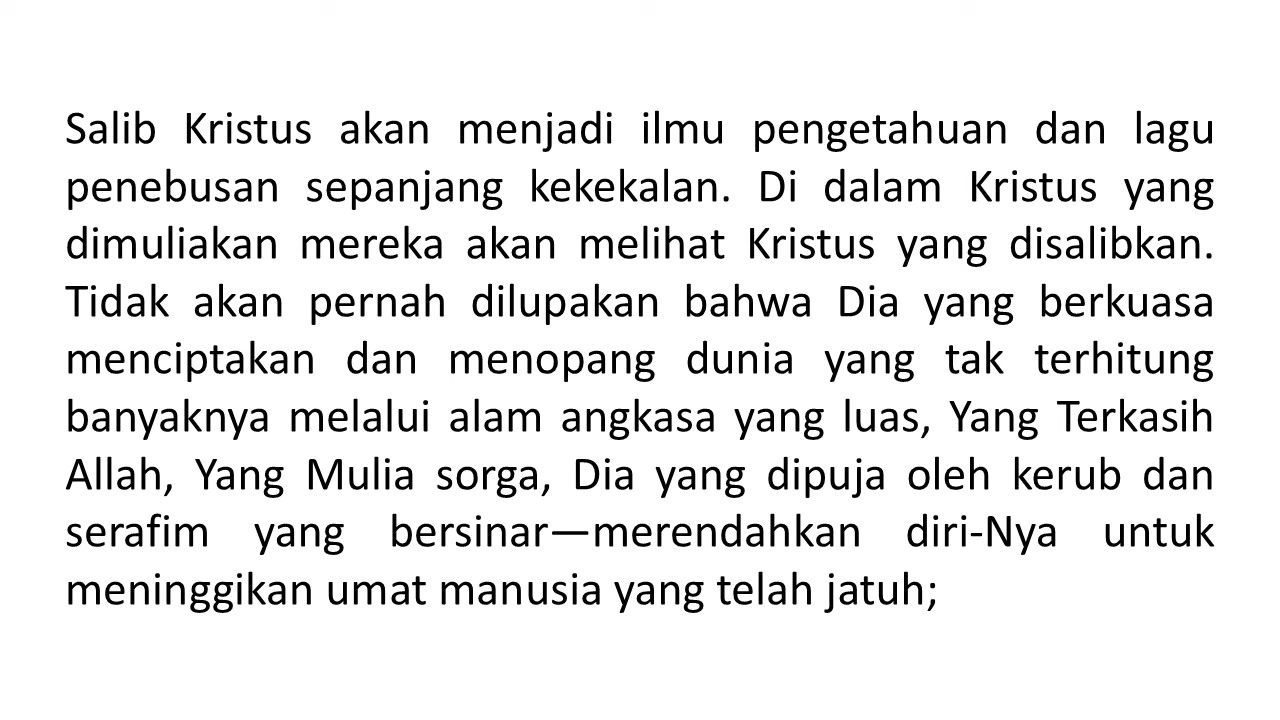 Salib Kristus akan menjadi ilmu pengetahuan dan lagu
penebusan sepanjang kekekalan. Di dalam Kristus yang
dimuliakan mereka akan melihat Kristus yang disalibkan.
Tidak akan pernah dilupakan bahwa Dia yang berkuasa
menciptakan dan menopang dunia yang tak terhitung
banyaknya melalui alam angkasa yang luas, Yang Terkasih
Allah, Yang Mulia sorga, Dia yang dipuja oleh kerub dan
serafim yang bersinar—merendahkan diri-Nya untuk
meninggikan umat manusia yang telah jatuh;